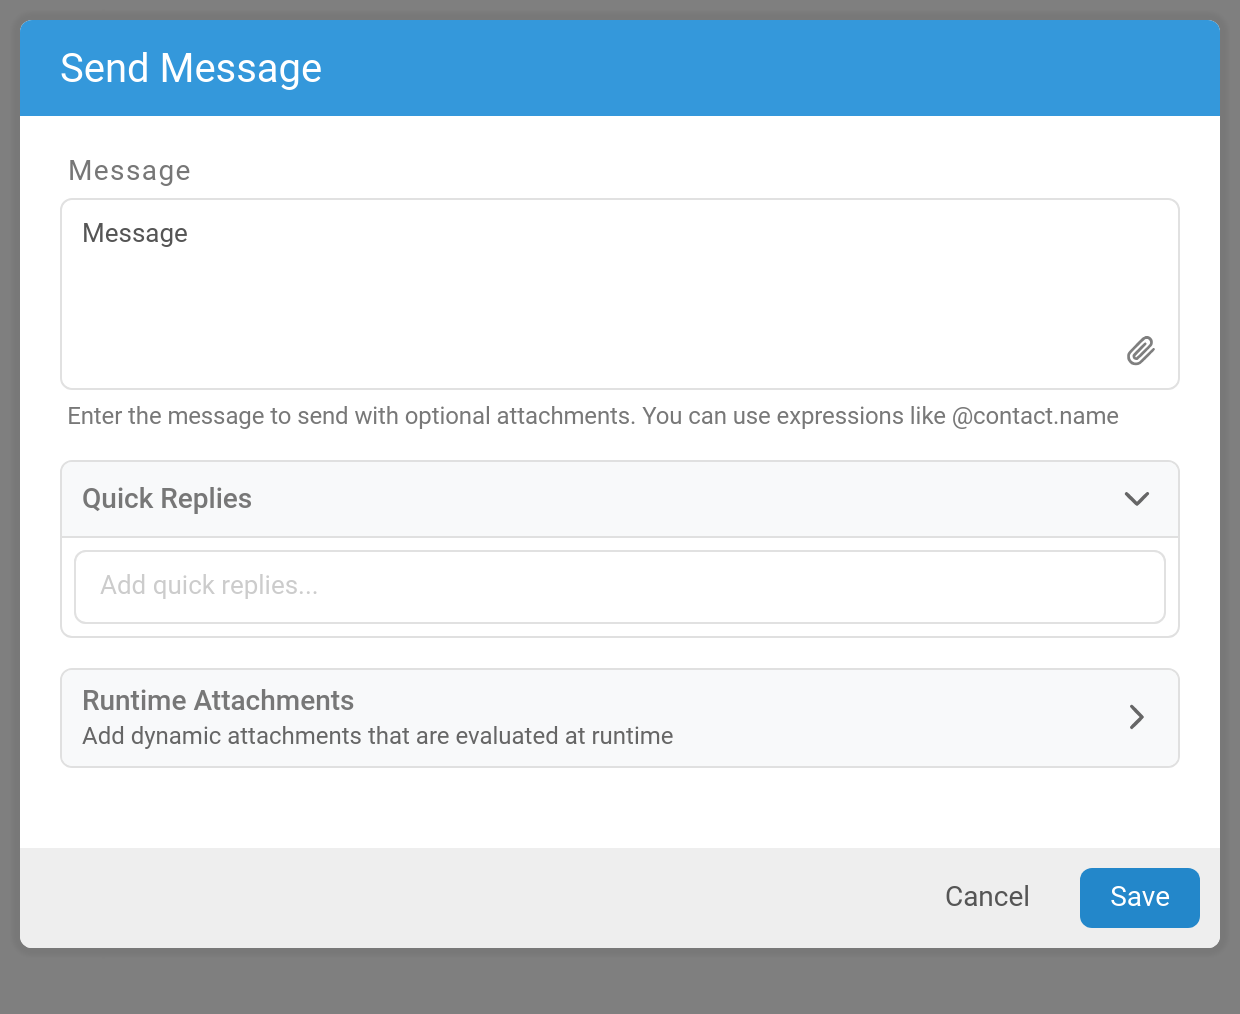 Send Message
Message
Message
Enter the message to send with optional attachments. You can use expressions like @contact.name
Quick Replies
Add quick replies...
Runtime Attachments
Add dynamic attachments that are evaluated at runtime
Cancel Save